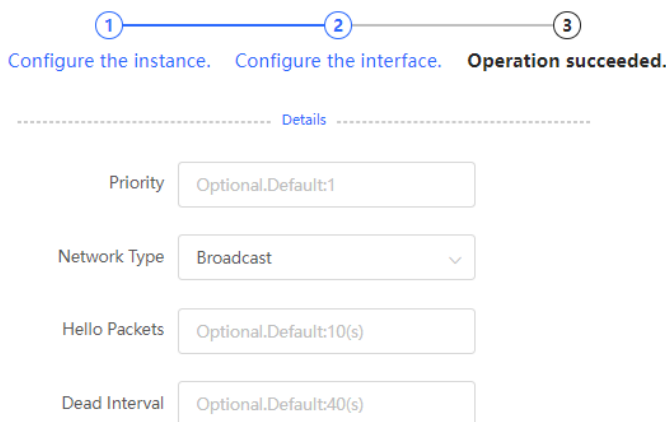 1 2 3
Configure the instance. Configure the interface. Operation succeeded.
Details
Priority Optional.Default:1
Network Type Broadcast
Hello Packets Optional.Default:10(s)
Dead Interval Optional.Default:40(s)